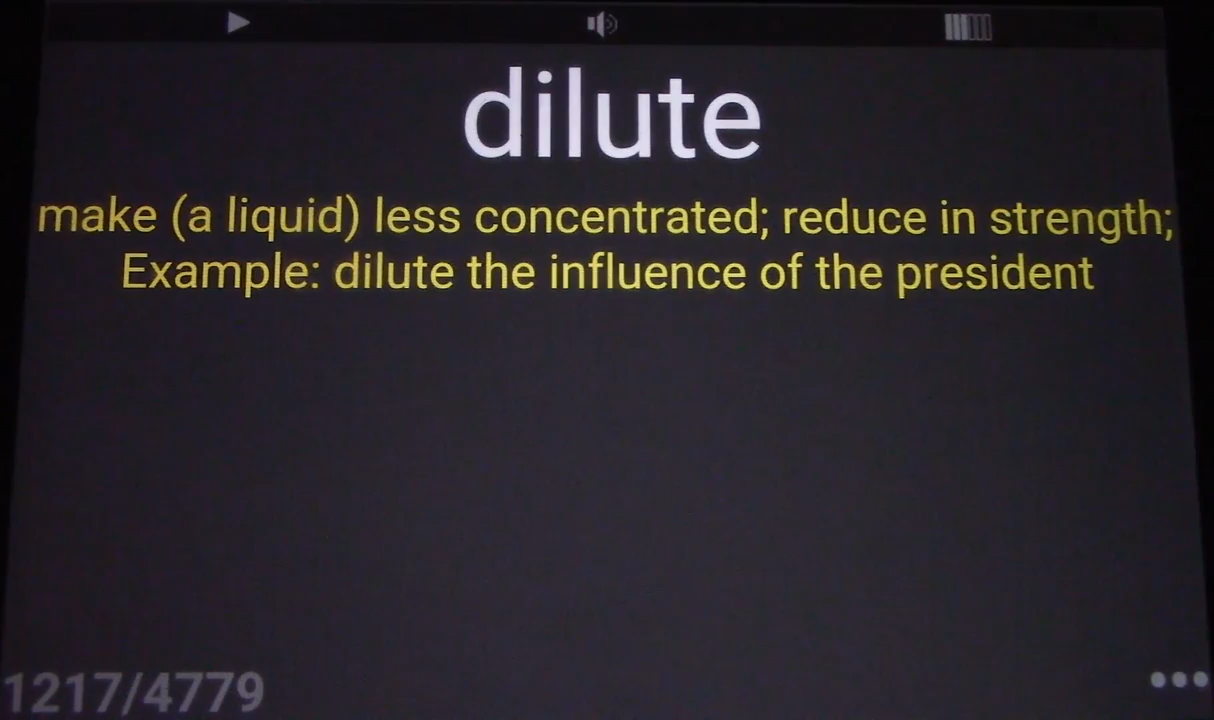 dilute
make (a liquid) less concentrated; reduce in strength;
Example: dilute the influence of the president
1217/4779